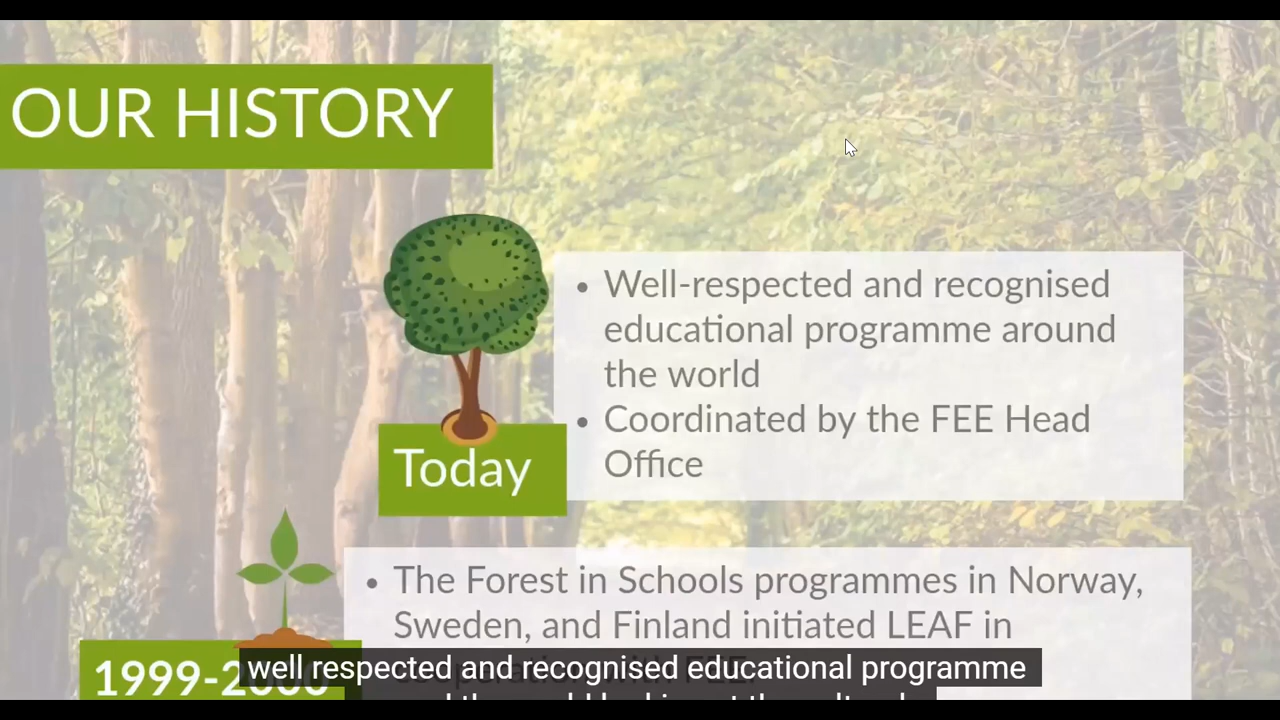 OUR HISTORY
• Well-respected and recognised
educational programme around
the world
• Coordinated by the FEE Head
Office
Today
• The Forest in Schools programmes in Norway,
Sweden, and Finland initiated LEAF in
1999-2000
well respected and recognised educational programme